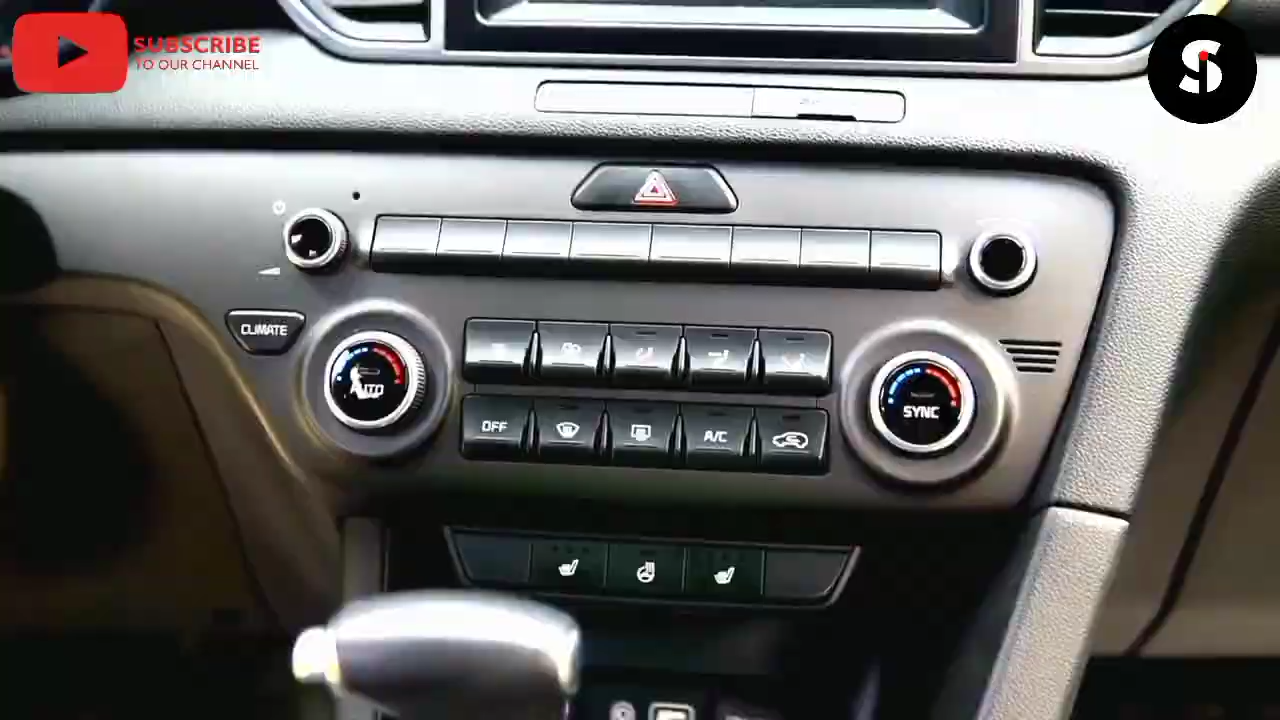 SUBSCRIBE
TO OUR CHANNEL
CLIMATE
AUTO
SYNC
OFF
A/C